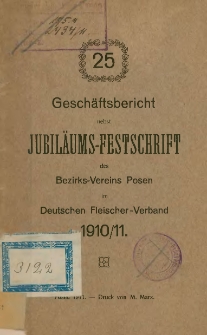 25
Geschäftsbericht
nebst
JUBILÄUMS-FESTSCHRIFT
des
Bezirks-Vereins Posen
im
Deutschen Fleischer-Verband
1910/11.
3122
Druck von M. Marx.